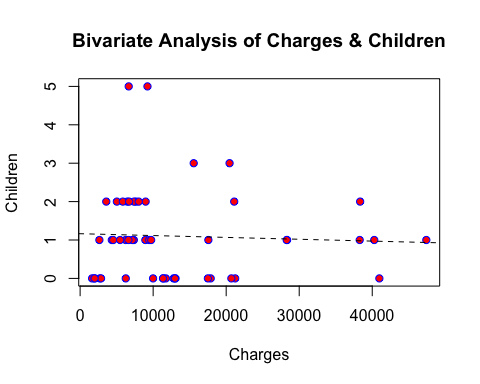 Bivariate Analysis of Charges & Children
5
4
3
2
1
0
Children
0 10000 20000 30000 40000
Charges